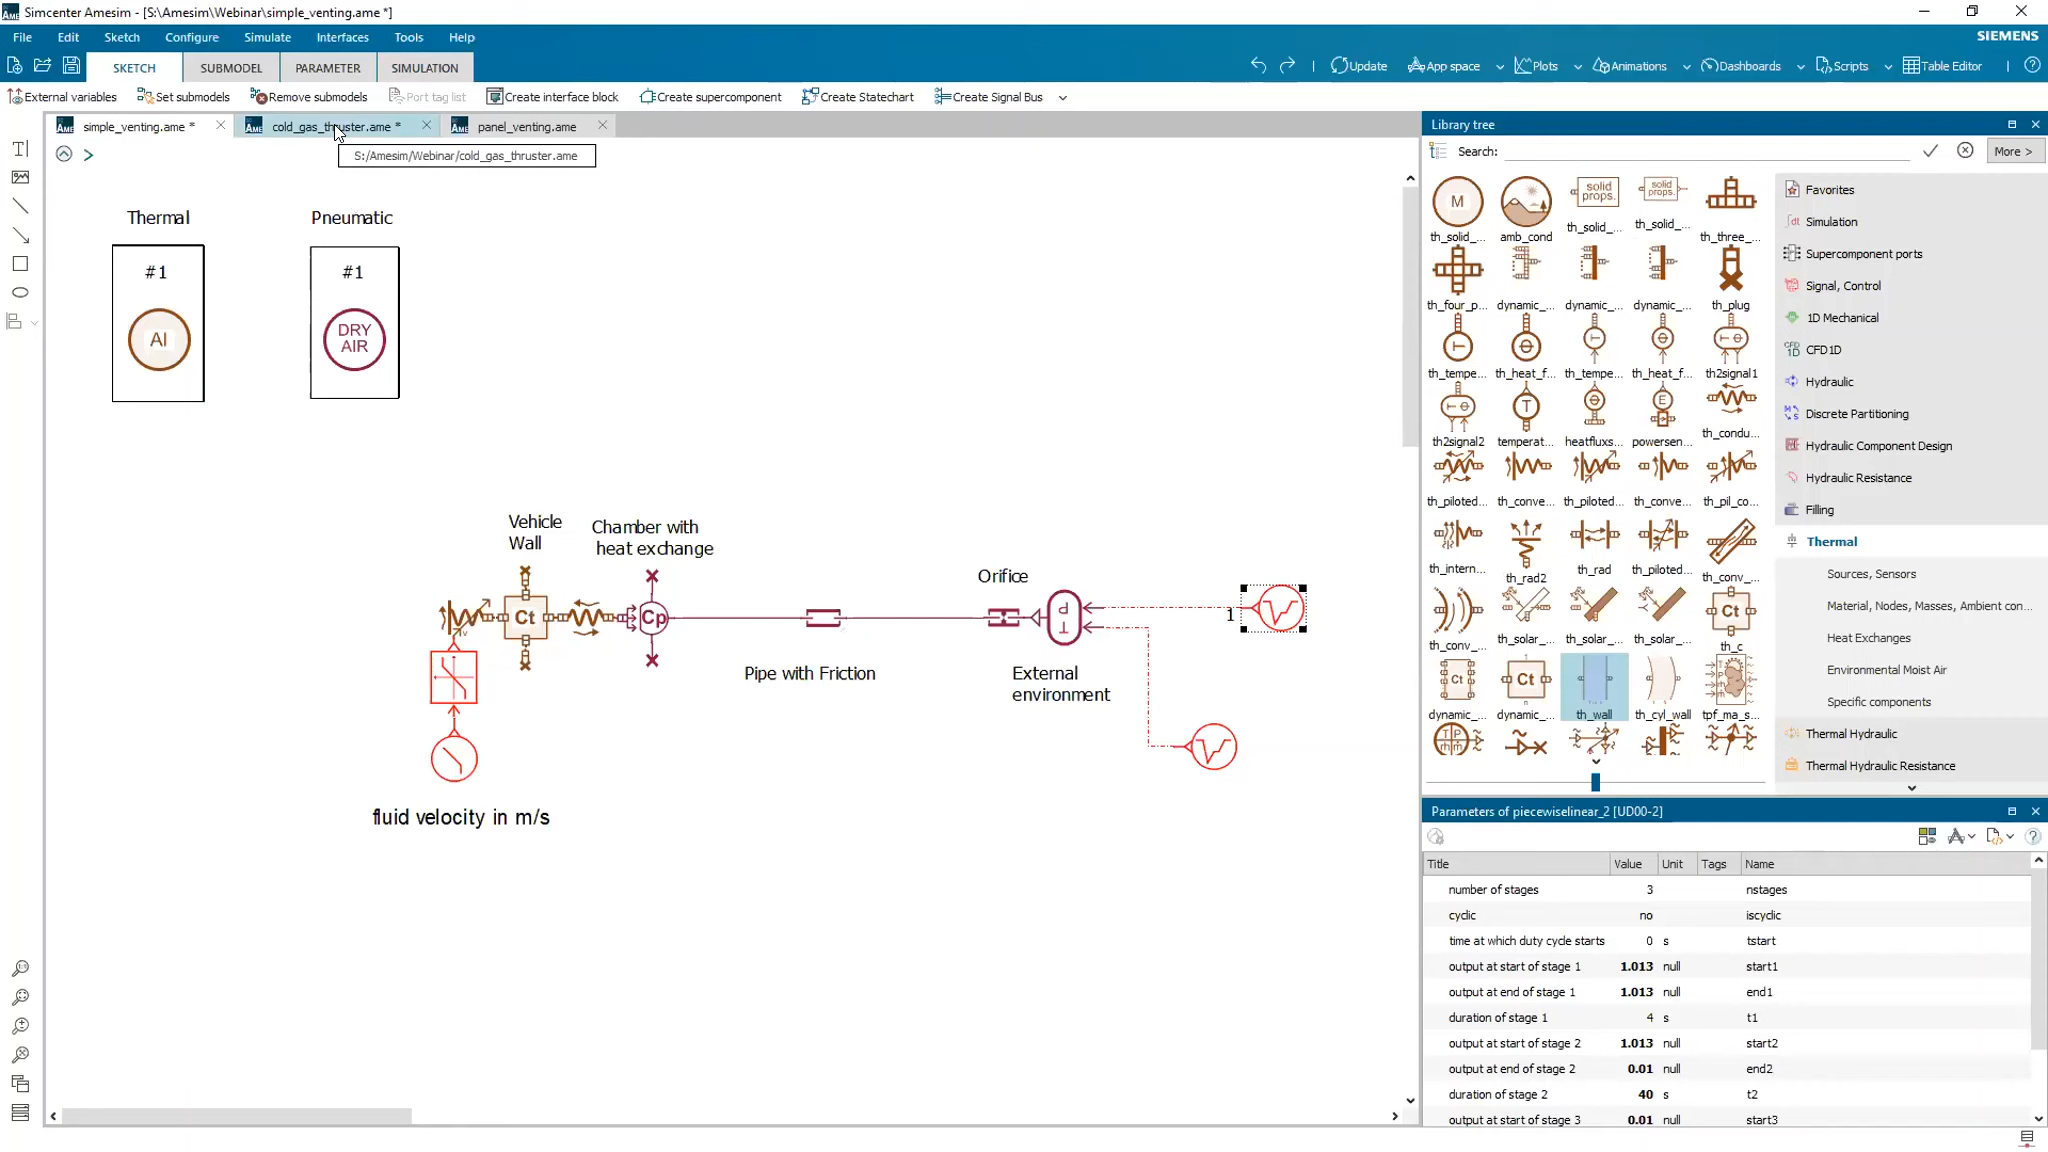 AME Simcenter Amesim - [S:\Amesim\Webinar\simple_venting.ame *]
File Edit Sketch Configure Simulate Interfaces Tools Help
SIEMENS
SKETCH SUBMODEL PARAMETER SIMULATION
Update App space Plots Animations Dashboards Scripts Table Editor
External variables Set submodels Remove submodels Port tag list Create interface block Create supercomponent Create Statechart Create Signal Bus
AME simple_venting.ame * AME cold_gas_thruster.ame * AME panel_venting.ame
S:/Amesim/Webinar/cold_gas_thruster.ame
Thermal
#1
Al
Pneumatic
#1
DRY
AIR
Vehicle
Wall
Chamber with
heat exchange
Orifice
Ct
Cp
v
P
T
1
Pipe with Friction
External
environment
fluid velocity in m/s
Library tree
Search:
More >
M
solid
props.
solid
props.
th_solid_... amb_cond th_solid_... th_solid_... th_three_...
th_four_p... dynamic_... dynamic_... dynamic_... th_plug
th_tempe... th_heat_f... th_tempe... th_heat_f... th2signal1
th2signal2 temperat... heatfluxs... powersen... th_condu...
th_piloted... th_conve... th_piloted... th_conve... th_pil_co...
th_intern... th_rad2 th_rad th_piloted... th_conv_...
th_conv_... th_solar_... th_solar_... th_solar_... th_c
Ct
Ct
Ct
dynamic_... dynamic_... th_wall th_cyl_wall tpf_ma_s...
Favorites
Simulation
Supercomponent ports
Signal, Control
1D Mechanical
CFD1D
Hydraulic
Discrete Partitioning
Hydraulic Component Design
Hydraulic Resistance
Filling
Thermal
Sources, Sensors
Material, Nodes, Masses, Ambient con...
Heat Exchanges
Environmental Moist Air
Specific components
Thermal Hydraulic
Thermal Hydraulic Resistance
Parameters of piecewiselinear_2 [UD00-2]
Title Value Unit Tags Name
number of stages 3 nstages
cyclic no iscyclic
time at which duty cycle starts 0 s tstart
output at start of stage 1 1.013 null start1
output at end of stage 1 1.013 null end1
duration of stage 1 4 s t1
output at start of stage 2 1.013 null start2
output at end of stage 2 0.01 null end2
duration of stage 2 40 s t2
output at start of stage 3 0.01 null start3